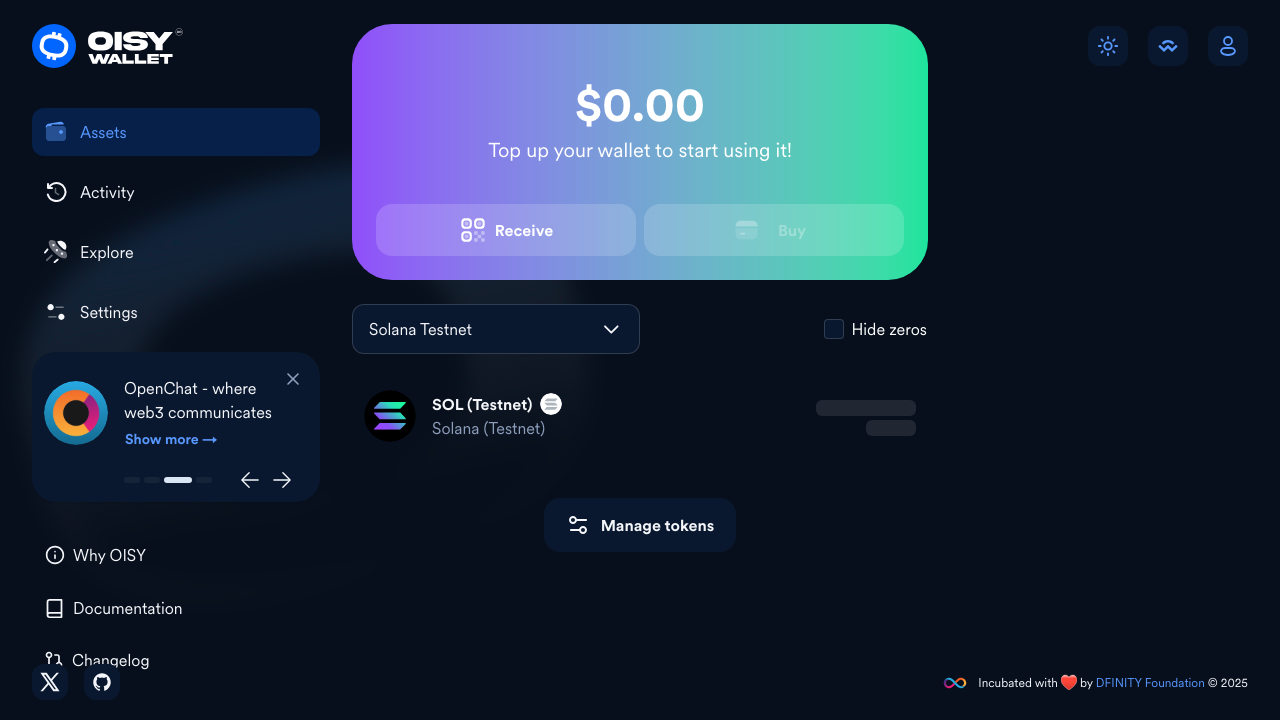 OISY
WALLET
Assets
Activity
Explore
Settings
OpenChat - where
web3 communicates
Show more →
Why OISY
Documentation
Changelog
$0.00
Top up your wallet to start using it!
Receive
Buy
Solana Testnet
Hide zeros
SOL (Testnet)
Solana (Testnet)
Manage tokens
Incubated with ❤️ by DFINITY Foundation © 2025